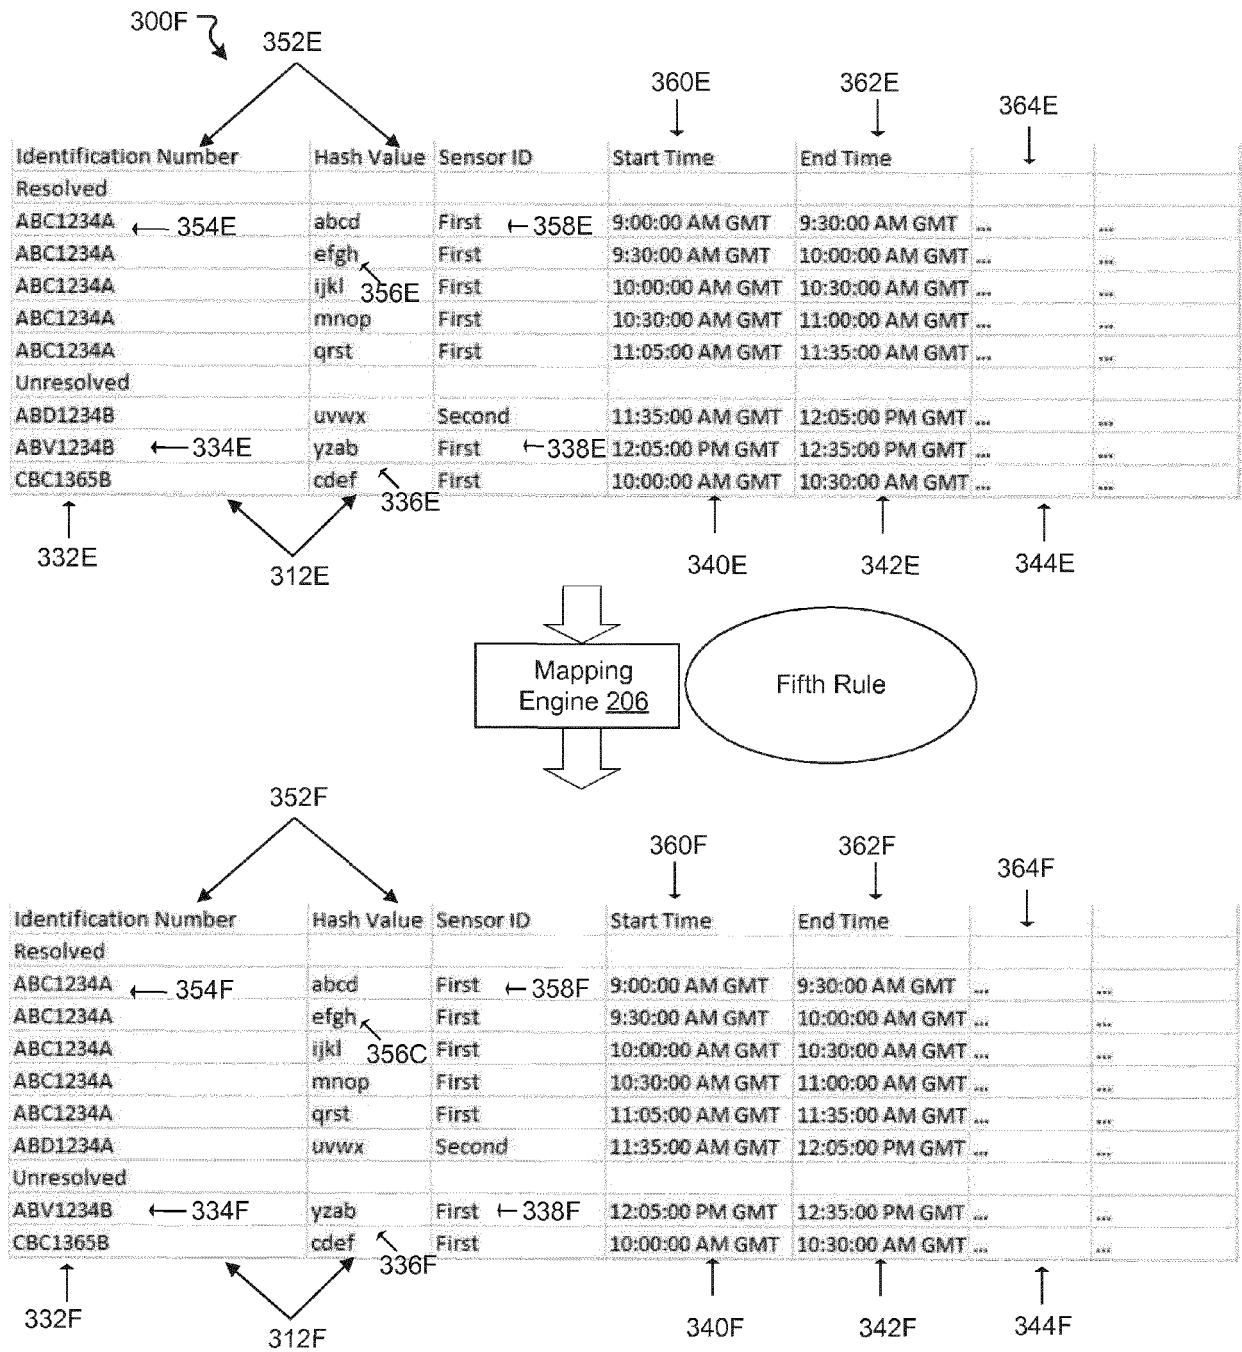 300F
352E
360E
362E
364E
Identification Number Hash Value Sensor ID Start Time End Time
Resolved
ABC1234A 354E abcd First 358E 9:00:00 AM GMT 9:30:00 AM GMT ... ...
ABC1234A efgh First 9:30:00 AM GMT 10:00:00 AM GMT ... ...
ABC1234A ijkl 356E First 10:00:00 AM GMT 10:30:00 AM GMT ... ...
ABC1234A mnop First 10:30:00 AM GMT 11:00:00 AM GMT ... ...
ABC1234A qrst First 11:05:00 AM GMT 11:35:00 AM GMT ... ...
Unresolved
ABD1234B uvwx Second 11:35:00 AM GMT 12:05:00 PM GMT ... ...
ABV1234B 334E yzab First 338E 12:05:00 PM GMT 12:35:00 PM GMT ... ...
CBC1365B cdef 336E First 10:00:00 AM GMT 10:30:00 AM GMT ... ...
332E 312E 340E 342E 344E
Mapping
Engine 206
Fifth Rule
352F
360F
362F
364F
Identification Number Hash Value Sensor ID Start Time End Time
Resolved
ABC1234A 354F abcd First 358F 9:00:00 AM GMT 9:30:00 AM GMT ... ...
ABC1234A efgh First 9:30:00 AM GMT 10:00:00 AM GMT ... ...
ABC1234A ijkl 356C First 10:00:00 AM GMT 10:30:00 AM GMT ... ...
ABC1234A mnop First 10:30:00 AM GMT 11:00:00 AM GMT ... ...
ABC1234A qrst First 11:05:00 AM GMT 11:35:00 AM GMT ... ...
ABD1234A uvwx Second 11:35:00 AM GMT 12:05:00 PM GMT ... ...
Unresolved
ABV1234B 334F yzab First 338F 12:05:00 PM GMT 12:35:00 PM GMT ... ...
CBC1365B cdef 336F First 10:00:00 AM GMT 10:30:00 AM GMT ... ...
332F 312F 340F 342F 344F